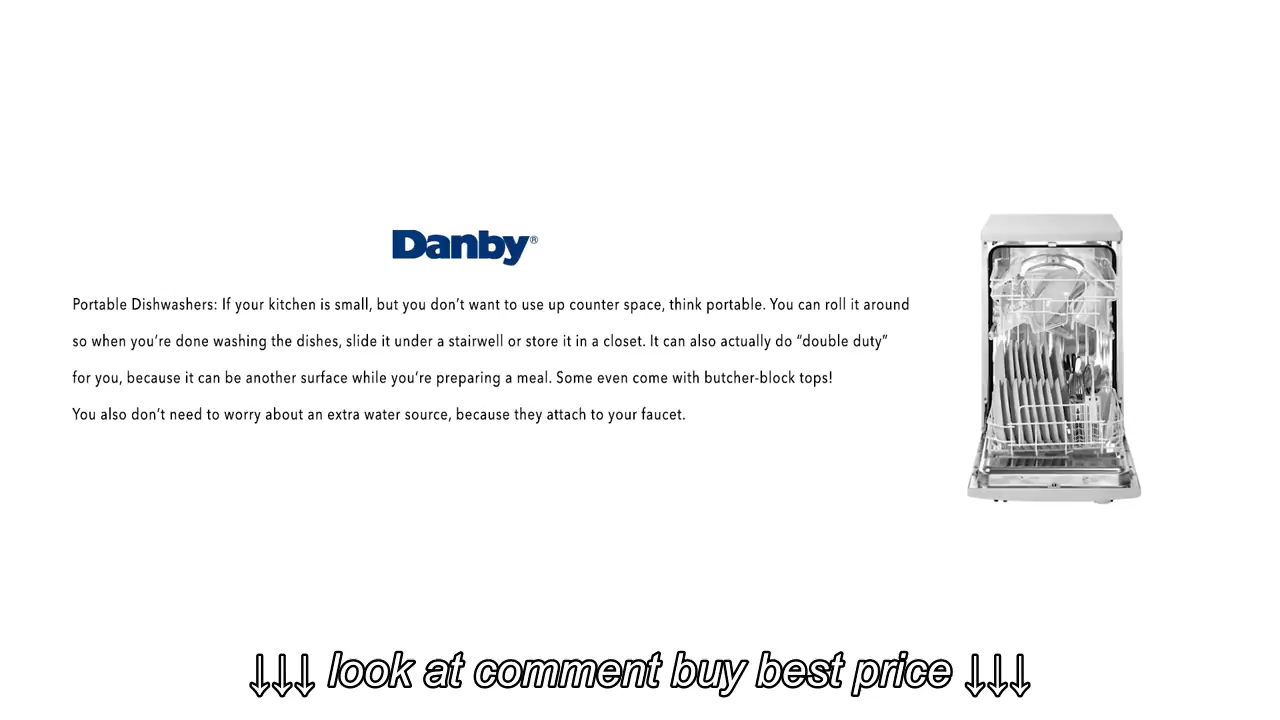 Danby®
Portable Dishwashers: If your kitchen is small, but you don't want to use up counter space, think portable. You can roll it around
so when you're done washing the dishes, slide it under a stairwell or store it in a closet. It can also actually do “double duty”
for you, because it can be another surface while you're preparing a meal. Some even come with butcher-block tops!
You also don't need to worry about an extra water source, because they attach to your faucet.
↓↓↓ look at comment buy best price ↓↓↓